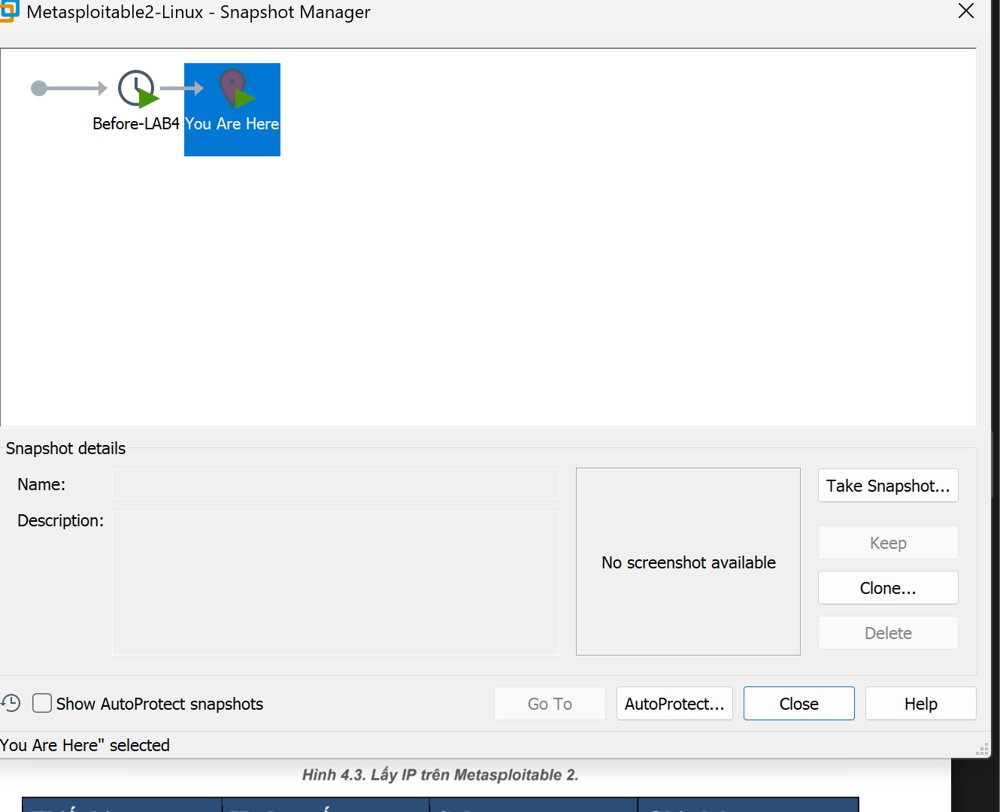 Metasploitable2-Linux - Snapshot Manager
Before-LAB4
You Are Here
Snapshot details
Name:
Description:
No screenshot available
Take Snapshot...
Keep
Clone...
Delete
Show AutoProtect snapshots
Go To
AutoProtect...
Close
Help
You Are Here" selected
Hình 4.3. Lấy IP trên Metasploitable 2.